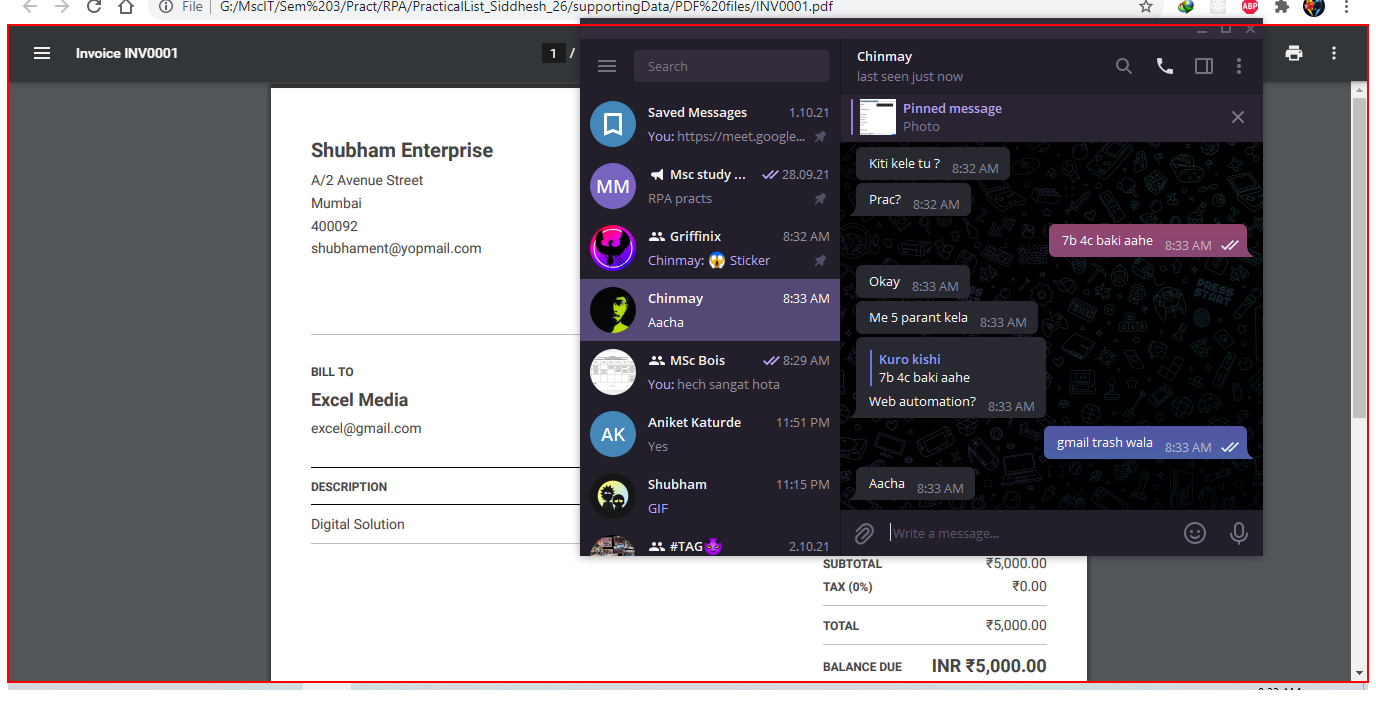 File | G:/MscIT/Sem%203/Pract/RPA/PracticalList_Siddhesh_26/supportingData/PDF%20files/INV0001.pdf
ABP
Invoice INV0001
1 /
Shubham Enterprise
A/2 Avenue Street
Mumbai
400092
shubhament@yopmail.com
BILL TO
Excel Media
excel@gmail.com
DESCRIPTION
Digital Solution
SUBTOTAL ₹5,000.00
TAX (0%) ₹0.00
TOTAL ₹5,000.00
BALANCE DUE INR ₹5,000.00
Search
Saved Messages 1.10.21
You: https://meet.google...
MM
Msc study ... 28.09.21
RPA practs
Griffinix 8:32 AM
Chinmay: 😱 Sticker
Chinmay 8:33 AM
Aacha
MSc Bois 8:29 AM
You: hech sangat hota
AK
Aniket Katurde 11:51 PM
Yes
Shubham 11:15 PM
GIF
#TAG😈 2.10.21
Chinmay
last seen just now
Pinned message
Photo
Kiti kele tu ? 8:32 AM
Prac? 8:32 AM
7b 4c baki aahe 8:33 AM
Okay 8:33 AM
Me 5 parant kela 8:33 AM
Kuro kishi
7b 4c baki aahe
Web automation? 8:33 AM
gmail trash wala 8:33 AM
Aacha 8:33 AM
Write a message...
GAME OVER
PRESS START